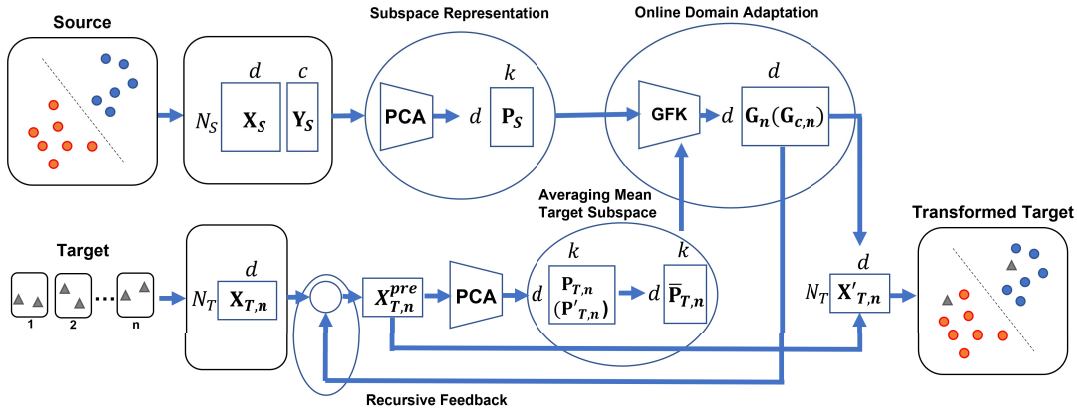 Source
Subspace Representation
Online Domain Adaptation
d c
N_S X_S Y_S
PCA
k
d P_S
GFK
d
d G_n(G_{c,n})
Averaging Mean
Target Subspace
Target
1 2 ... n
d
N_T X_{T,n}
X^{pre}_{T,n}
PCA
k
d P_{T,n}
(P'_{T,n})
k
d P̅_{T,n}
Transformed Target
d
N_T X'_{T,n}
Recursive Feedback